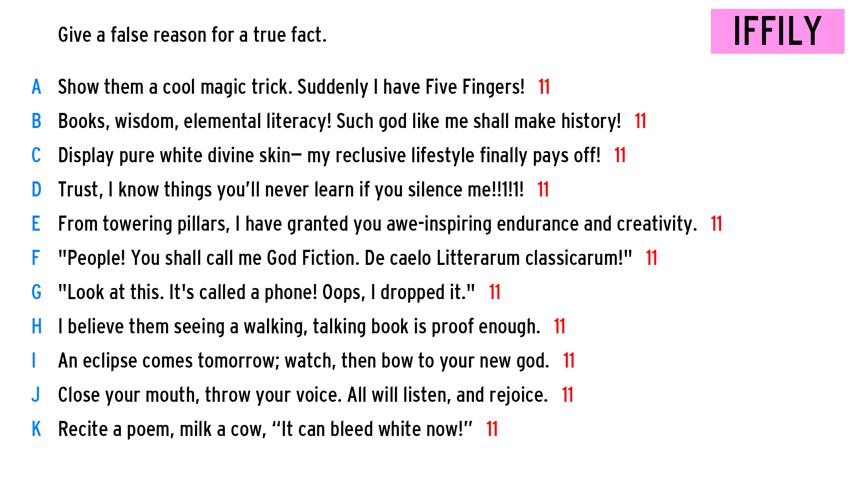 Give a false reason for a true fact.
IFFILY
A Show them a cool magic trick. Suddenly I have Five Fingers! 11
B Books, wisdom, elemental literacy! Such god like me shall make history! 11
C Display pure white divine skin— my reclusive lifestyle finally pays off! 11
D Trust, I know things you'll never learn if you silence me!!1!1! 11
E From towering pillars, I have granted you awe-inspiring endurance and creativity. 11
F "People! You shall call me God Fiction. De caelo Litterarum classicarum!" 11
G "Look at this. It's called a phone! Oops, I dropped it." 11
H I believe them seeing a walking, talking book is proof enough. 11
I An eclipse comes tomorrow; watch, then bow to your new god. 11
J Close your mouth, throw your voice. All will listen, and rejoice. 11
K Recite a poem, milk a cow, “It can bleed white now!” 11